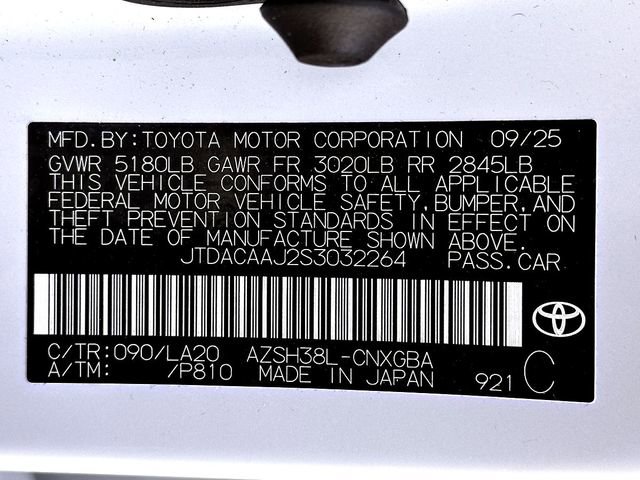 MFD.BY:TOYOTA MOTOR CORPORATION 09/25
GVWR 5180LB GAWR FR 3020LB RR 2845LB
THIS VEHICLE CONFORMS TO ALL APPLICABLE
FEDERAL MOTOR VEHICLE SAFETY,BUMPER,AND
THEFT PREVENTION STANDARDS IN EFFECT ON
THE DATE OF MANUFACTURE SHOWN ABOVE.
JTDACAAJ2S3032264 PASS.CAR
C/TR:090/LA20 AZSH38L-CNXGBA
A/TM: /P810 MADE IN JAPAN 921 C